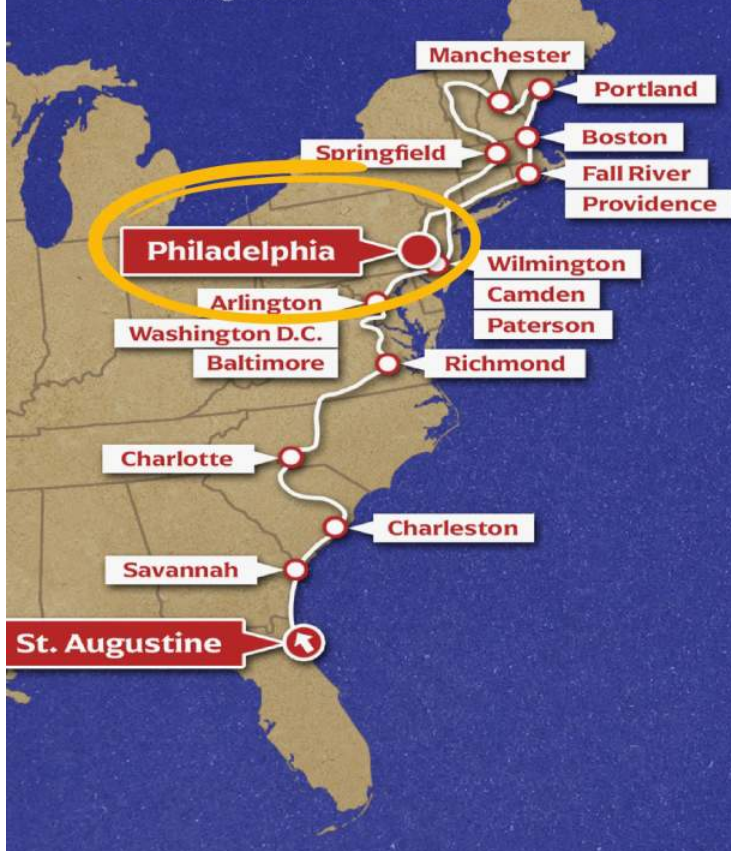 Manchester
Portland
Boston
Springfield
Fall River
Providence
Philadelphia
Wilmington
Arlington
Camden
Washington D.C.
Paterson
Baltimore
Richmond
Charlotte
Charleston
Savannah
St. Augustine